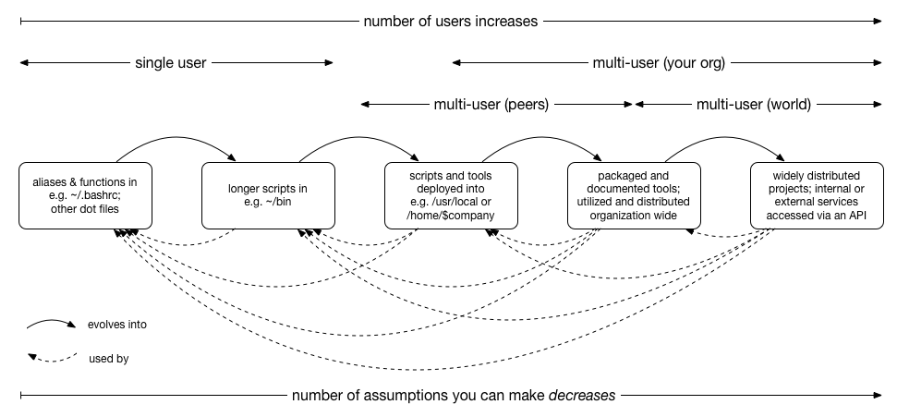 number of users increases
single user
multi-user (your org)
multi-user (peers)
multi-user (world)
aliases & functions in
e.g. ~/.bashrc;
other dot files
longer scripts in
e.g. ~/bin
scripts and tools
deployed into
e.g. /usr/local or
/home/$company
packaged and
documented tools;
utilized and distributed
organization wide
widely distributed
projects; internal or
external services
accessed via an API
evolves into
used by
number of assumptions you can make decreases